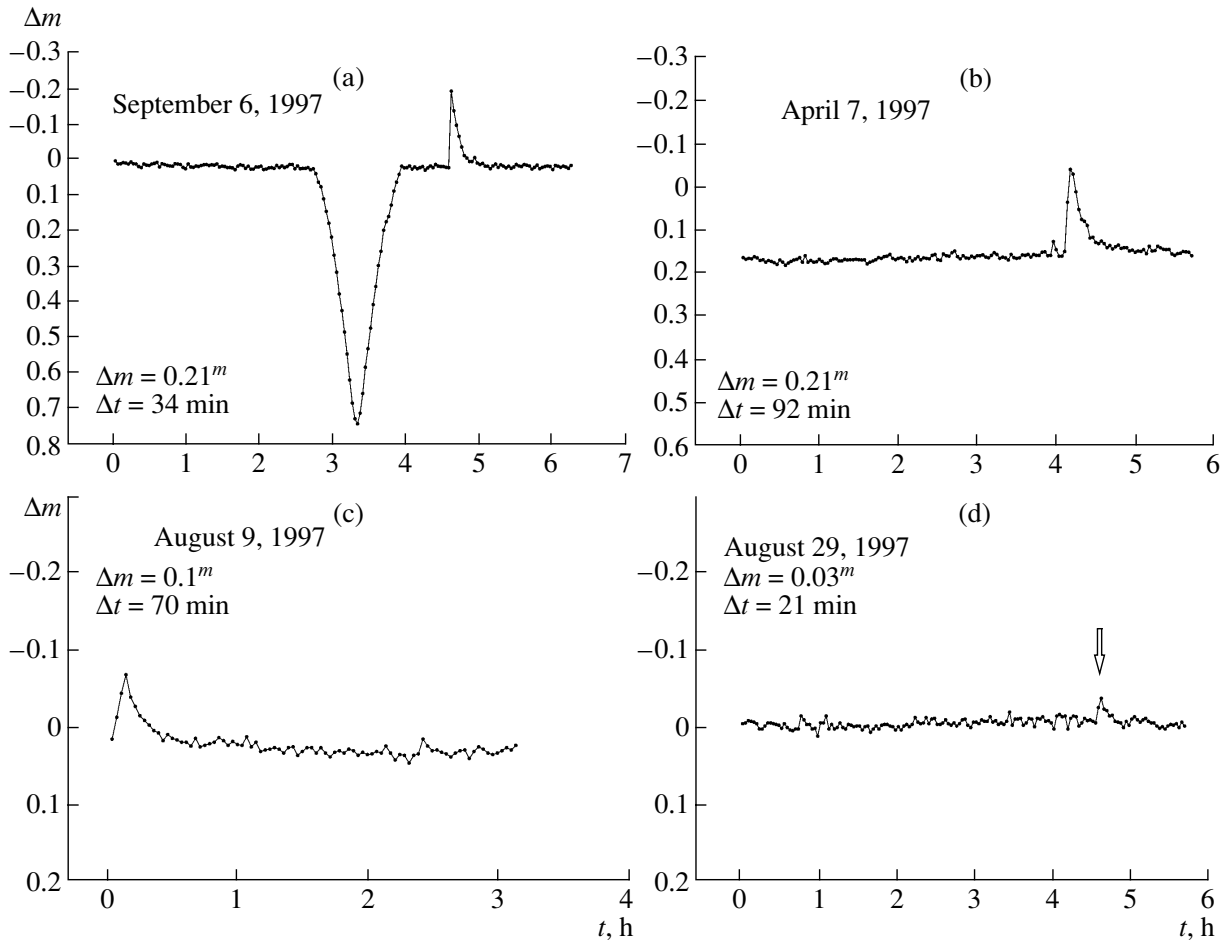 Δm
(a)
September 6, 1997
–0.3
–0.2
–0.1
0
0.1
0.2
0.3
0.4
0.5
0.6
0.7
0.8
Δm = 0.21^m
Δt = 34 min
0 1 2 3 4 5 6 7
(b)
April 7, 1997
–0.3
–0.2
–0.1
0
0.1
0.2
0.3
0.4
0.5
0.6
Δm = 0.21^m
Δt = 92 min
0 1 2 3 4 5 6
Δm
(c)
August 9, 1997
Δm = 0.1^m
Δt = 70 min
–0.2
–0.1
0
0.1
0.2
0 1 2 3 4
t, h
(d)
August 29, 1997
Δm = 0.03^m
Δt = 21 min
–0.2
–0.1
0
0.1
0.2
0 1 2 3 4 5 6
t, h